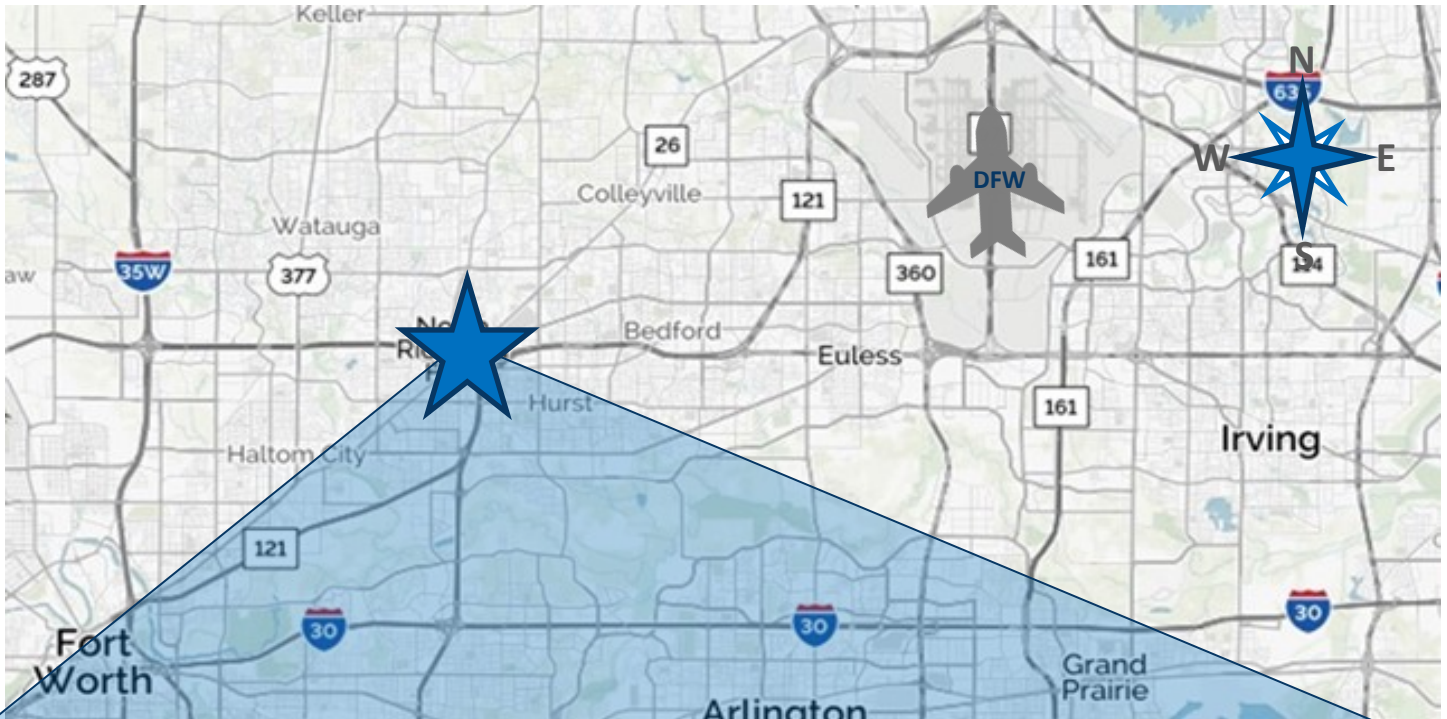 Keller
287
N
635
26
W
E
DFW
Colleyville
121
Watauga
S
161
aw
35W
377
360
Bedford
Euless
Hurst
161
Irving
Haltom City
121
30
30
30
Fort
Worth
Grand
Prairie
Arlington